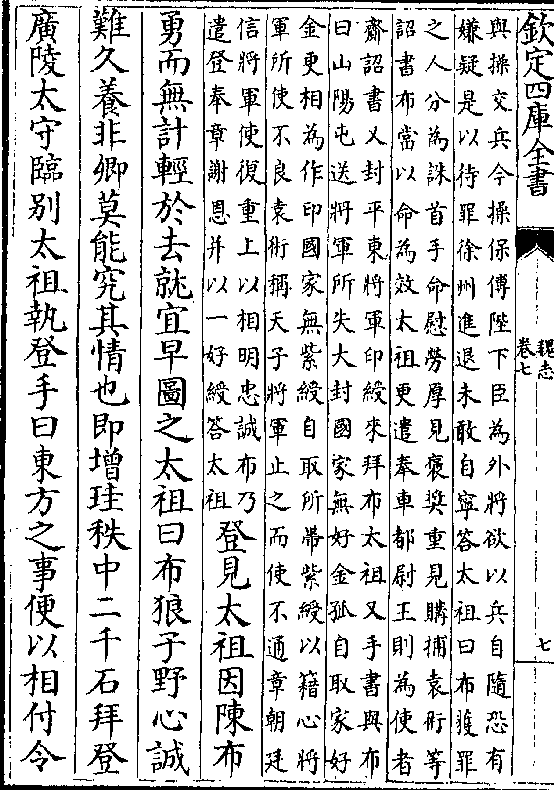 欽定四庫全書
魏志
卷七
七
與操交兵今操保傅陛下臣為外將欲以兵自隨恐有
嫌疑是以待罪徐州進退未敢自寧答太祖曰布獲罪
之人分為誅首手命慰勞厚見褒奨重見購捕袁術等
詔書布當以命為效太祖更遣奉車都尉王則為使者
齎詔書又封平東將軍印綬來拜布太祖又手書與布
曰山陽屯送將軍所失大封國家無好金孤自取家好
金更相為作印國家無紫綬自取所帶紫綬以籍心將
軍所使不良袁術稱天子將軍止之而使不通章朝廷
信將軍使復重上以相明忠誠布乃
遣登奉章謝恩并以一好綬答太祖
登見太祖因陳布
勇而無計輕於去就宜早圖之太祖曰布狼子野心誠
難久養非卿莫能究其情也即增珪秩中二千石拜登
廣陵太守臨別太祖執登手曰東方之事便以相付令